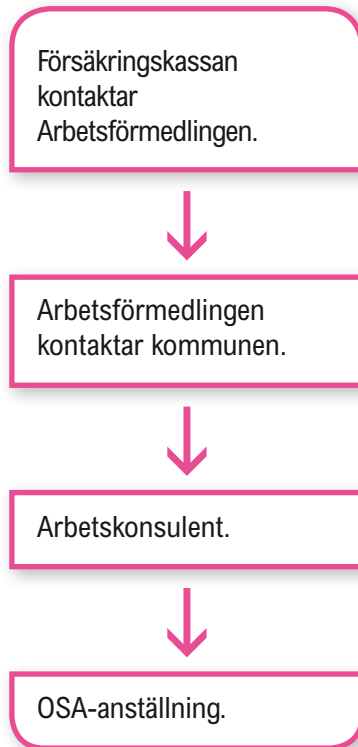 Försäkringskassan
kontaktar
Arbetsförmedlingen.
Arbetsförmedlingen
kontaktar kommunen.
Arbetskonsulent.
OSA-anställning.